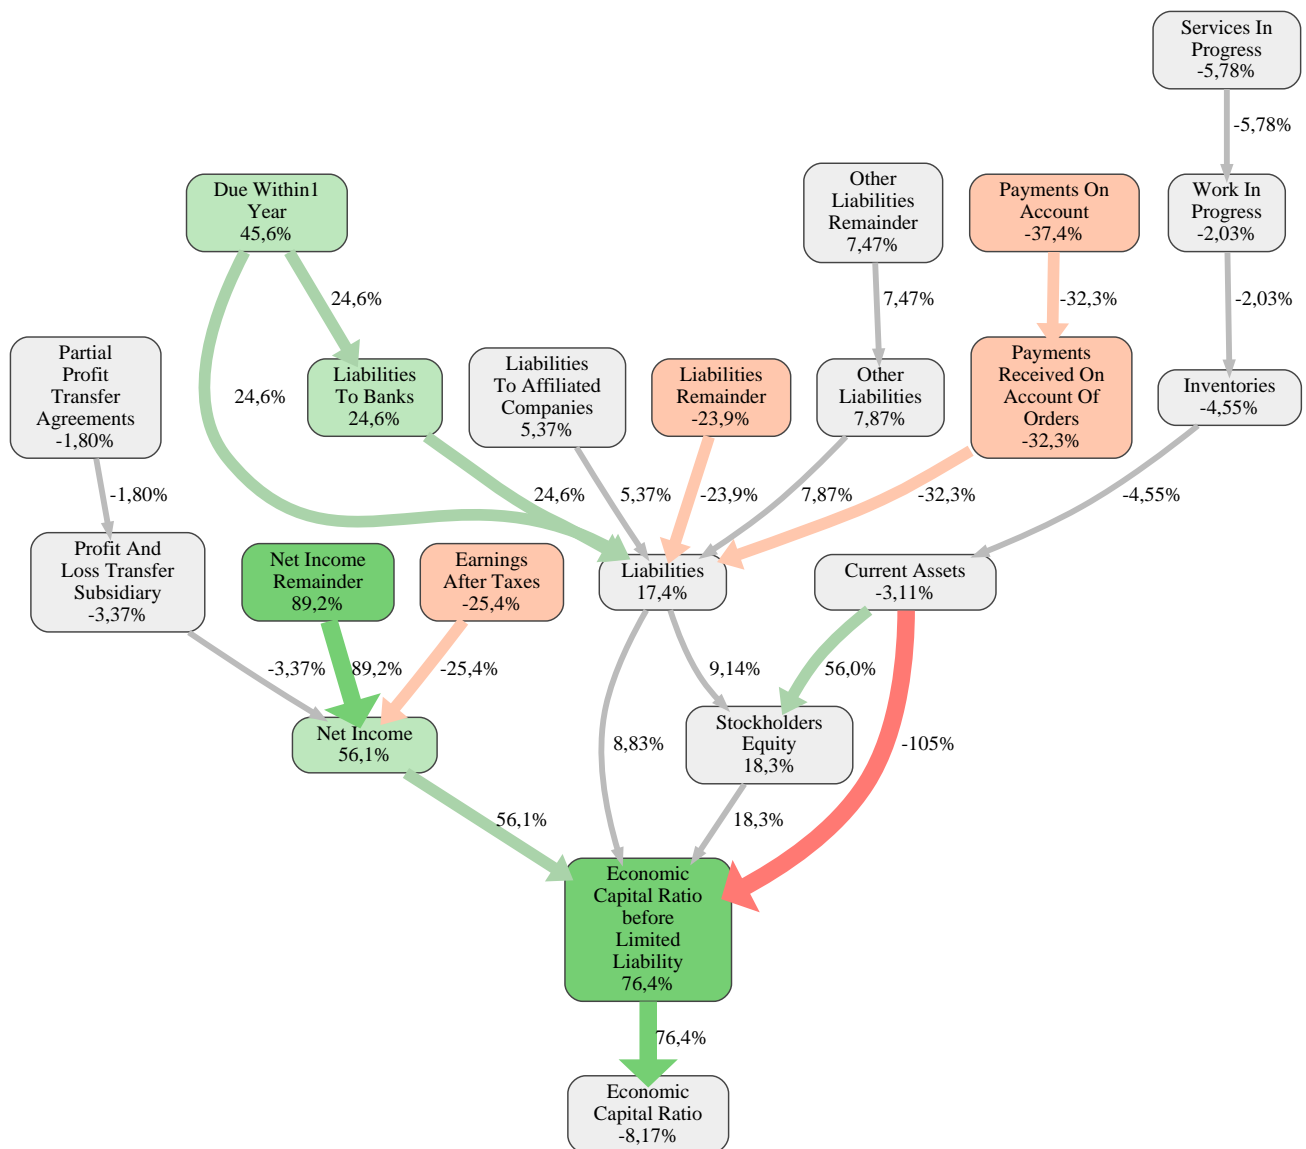 Services In
Progress
-5,78%
-5,78%
Due Within1
Year
45,6%
Other
Liabilities
Remainder
7,47%
Payments On
Account
-37,4%
Work In
Progress
-2,03%
24,6%
7,47%
-32,3%
-2,03%
Partial
Profit
Transfer
Agreements
-1,80%
24,6%
Liabilities
To Banks
24,6%
Liabilities
To Affiliated
Companies
5,37%
Liabilities
Remainder
-23,9%
Other
Liabilities
7,87%
Payments
Received On
Account Of
Orders
-32,3%
Inventories
-4,55%
-1,80%
24,6%
5,37%
-23,9%
7,87%
-32,3%
-4,55%
Profit And
Loss Transfer
Subsidiary
-3,37%
Net Income
Remainder
89,2%
Earnings
After Taxes
-25,4%
Liabilities
17,4%
Current Assets
-3,11%
-3,37%
89,2%
-25,4%
9,14%
56,0%
Net Income
56,1%
8,83%
Stockholders
Equity
18,3%
-105%
56,1%
18,3%
Economic
Capital Ratio
before
Limited
Liability
76,4%
76,4%
Economic
Capital Ratio
-8,17%